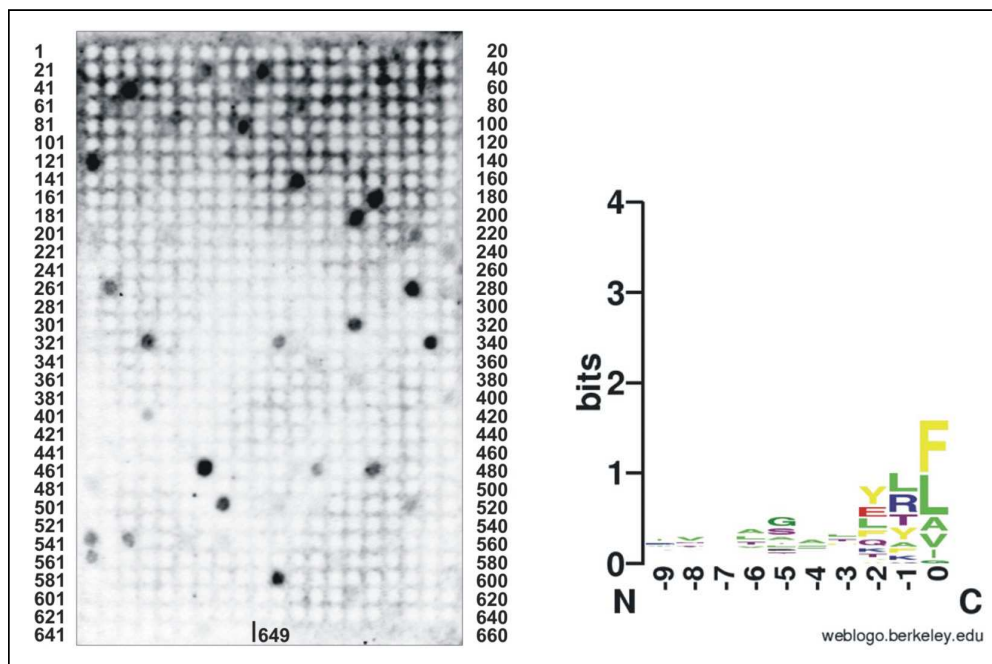 1 20
21 40
41 60
61 80
81 100
101 120
121 140
141 160
161 180
181 200
201 220
221 240
241 260
261 280
281 300
301 320
321 340
341 360
361 380
381 400
401 420
421 440
441 460
461 480
481 500
501 520
521 540
541 560
561 580
581 600
601 620
621 640
641 649 660
4
3
bits
2
1
0
F
L
A
V
I
G
L
R
T
Y
A
F
K
Y
E
L
F
Q
K
T
G
S
A
A
A
V
N -9 -8 -7 -6 -5 -4 -3 -2 -1 0 C
weblogo.berkeley.edu